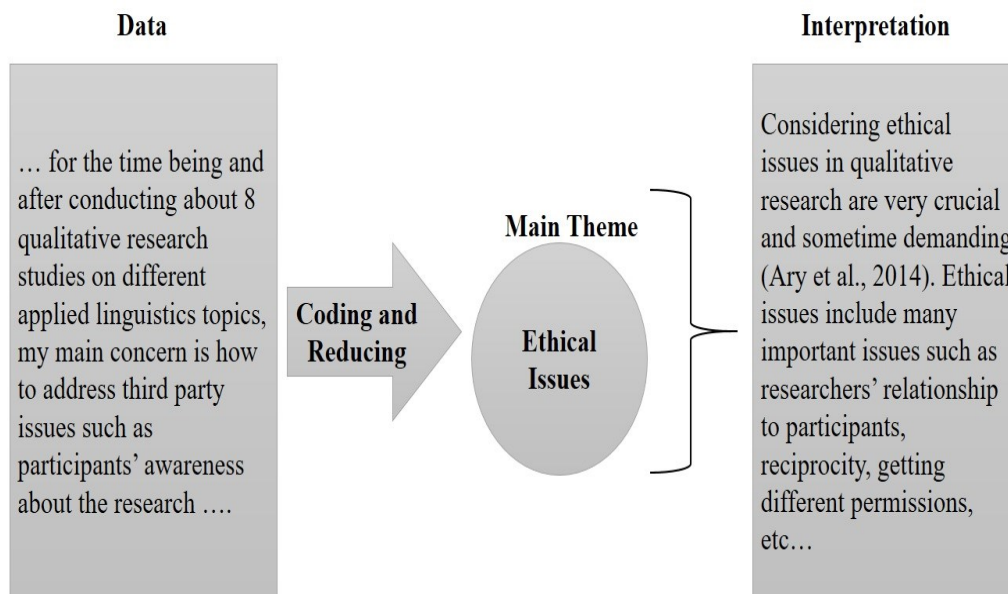 Data
… for the time being and
after conducting about 8
qualitative research
studies on different
applied linguistics topics,
my main concern is how
to address third party
issues such as
participants’ awareness
about the research ….
Coding and
Reducing
Main Theme
Ethical
Issues
Interpretation
Considering ethical
issues in qualitative
research are very crucial
and sometime demanding
(Ary et al., 2014). Ethical
issues include many
important issues such as
researchers’ relationship
to participants,
reciprocity, getting
different permissions,
etc…